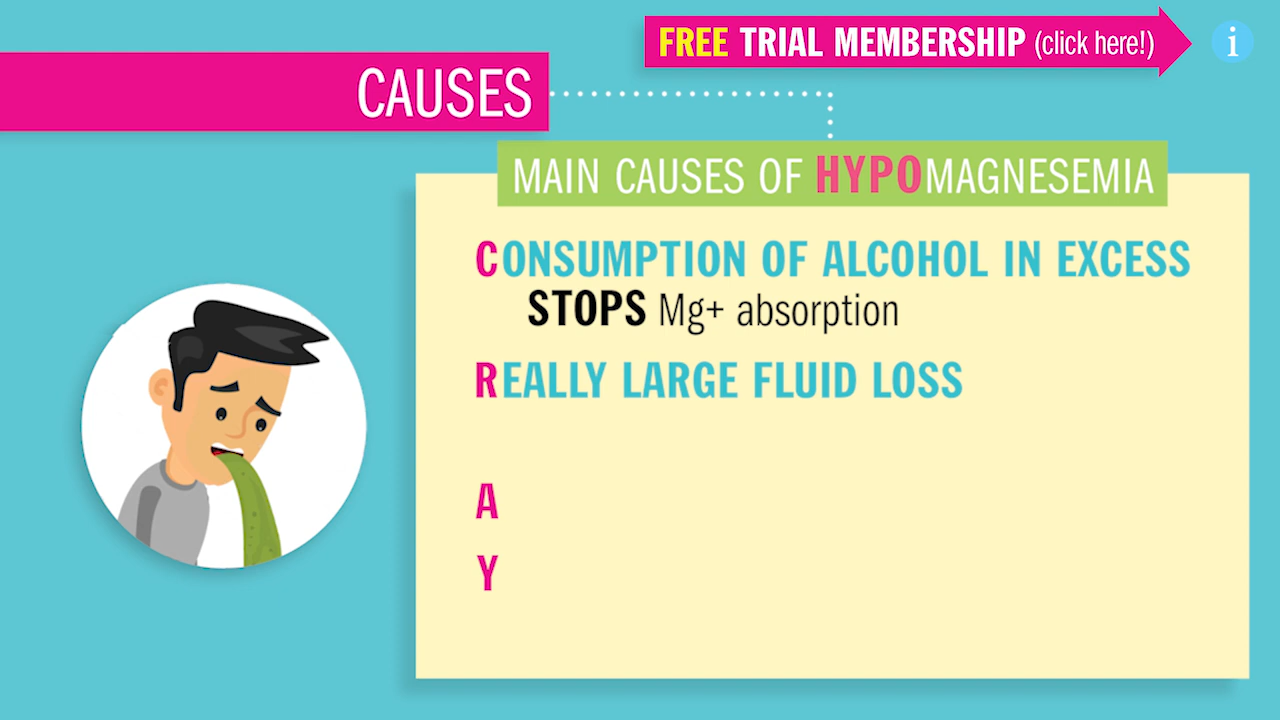 FREE TRIAL MEMBERSHIP (click here!)
i
CAUSES
MAIN CAUSES OF HYPOMAGNESEMIA
CONSUMPTION OF ALCOHOL IN EXCESS
STOPS Mg+ absorption
REALLY LARGE FLUID LOSS
A
Y